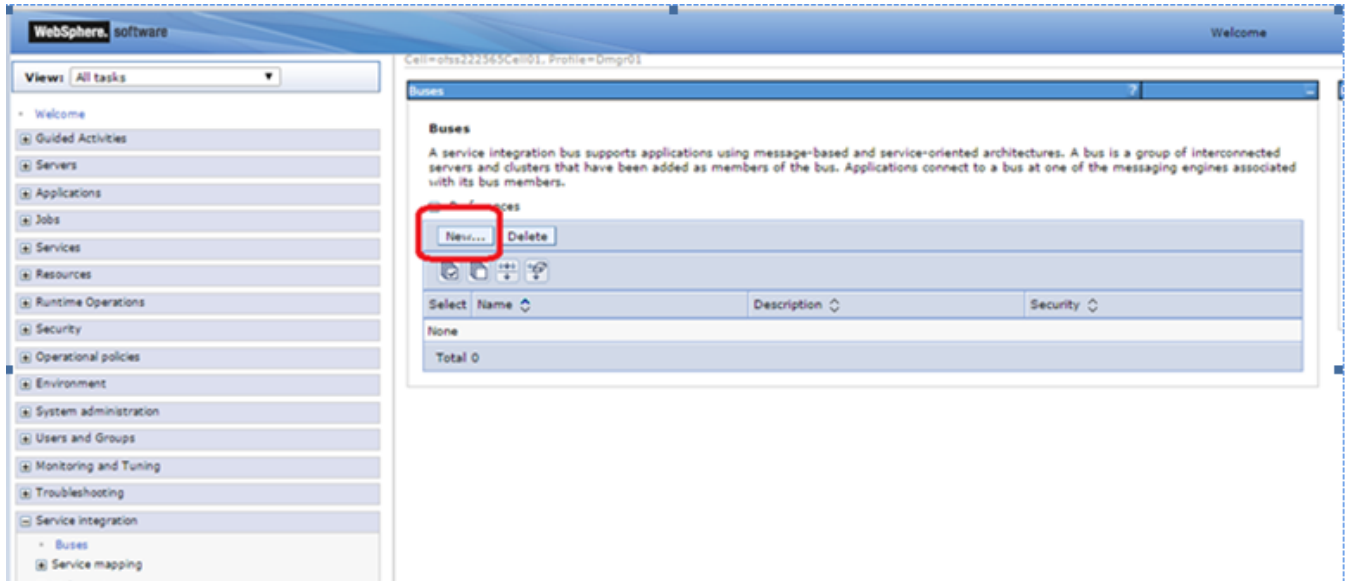 WebSphere. software
Welcome
View: All tasks
Cell=ofss222565Cell01, Profile=Dmgr01
Welcome
Guided Activities
Servers
Applications
Jobs
Services
Resources
Runtime Operations
Security
Operational policies
Environment
System administration
Users and Groups
Monitoring and Tuning
Troubleshooting
Service integration
Buses
Service mapping
Buses ?
Buses
A service integration bus supports applications using message-based and service-oriented architectures. A bus is a group of interconnected
servers and clusters that have been added as members of the bus. Applications connect to a bus at one of the messaging engines associated
with its bus members.
Preferences
New... Delete
Select Name Description Security
None
Total 0